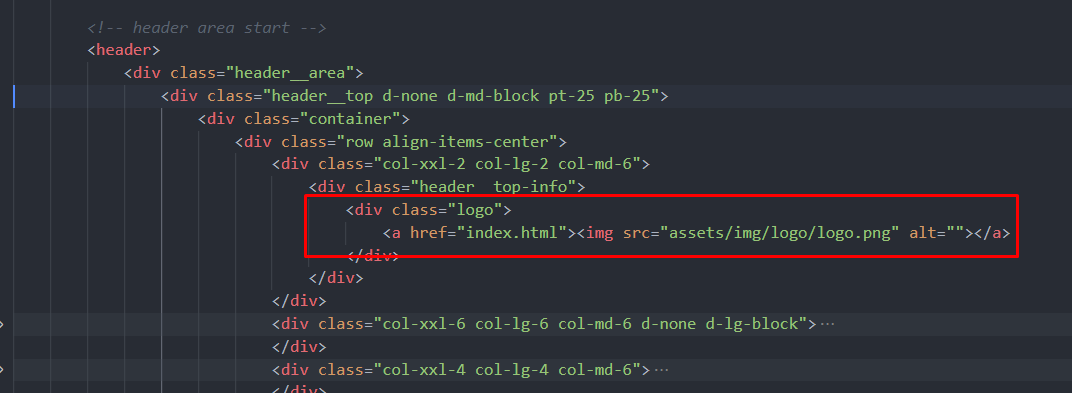 <!-- header area start -->
<header>
<div class="header__area">
<div class="header__top d-none d-md-block pt-25 pb-25">
<div class="container">
<div class="row align-items-center">
<div class="col-xxl-2 col-lg-2 col-md-6">
<div class="header__top-info">
<div class="logo">
<a href="index.html"><img src="assets/img/logo/logo.png" alt=""></a>
</div>
</div>
</div>
<div class="col-xxl-6 col-lg-6 col-md-6 d-none d-lg-block">···
</div>
<div class="col-xxl-4 col-lg-4 col-md-6">···
</div>